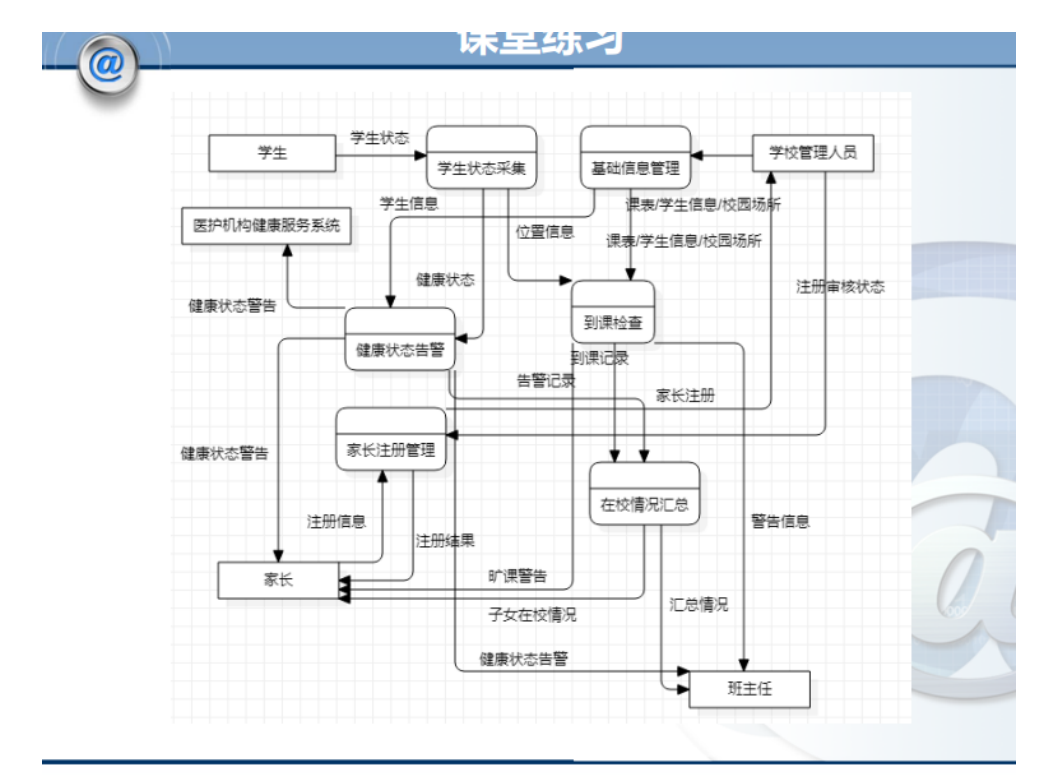 课堂练习
@
学生
学生状态
学生状态采集
基础信息管理
学校管理人员
学生信息
课表/学生信息/校园场所
医护机构健康服务系统
位置信息
课表/学生信息/校园场所
健康状态
注册审核状态
健康状态警告
到课检查
健康状态告警
到课记录
告警记录
家长注册
家长注册管理
健康状态警告
在校情况汇总
注册信息
警告信息
注册结果
家长
旷课警告
子女在校情况
汇总情况
健康状态告警
班主任